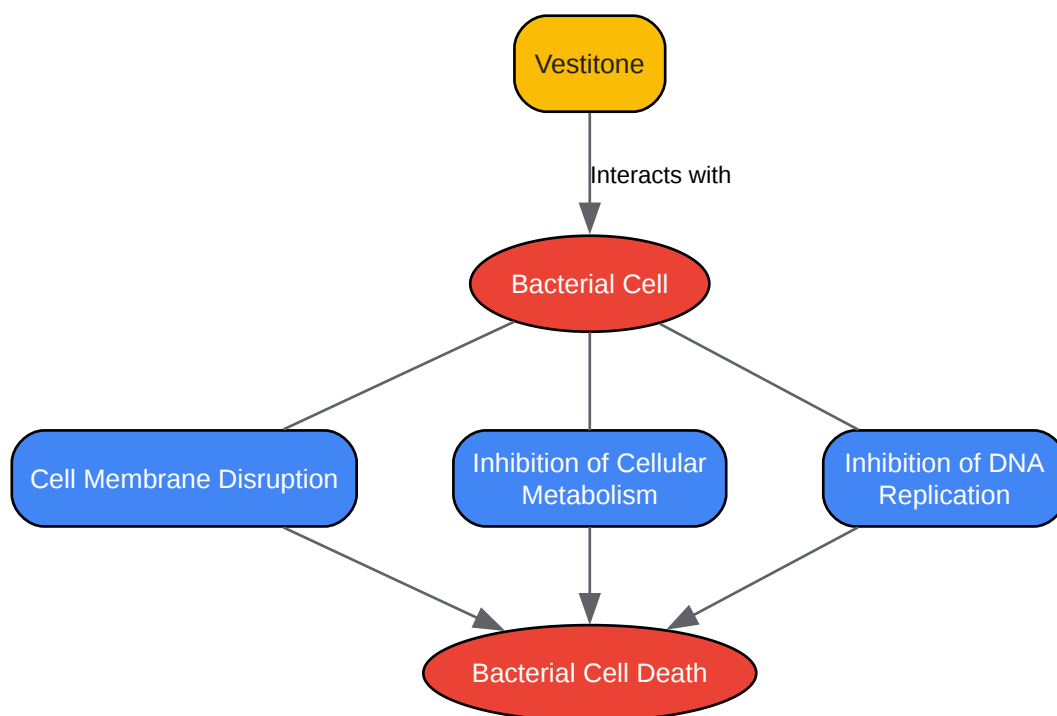 Vestitone
Interacts with
Bacterial Cell
Cell Membrane Disruption
Inhibition of Cellular
Metabolism
Inhibition of DNA
Replication
Bacterial Cell Death